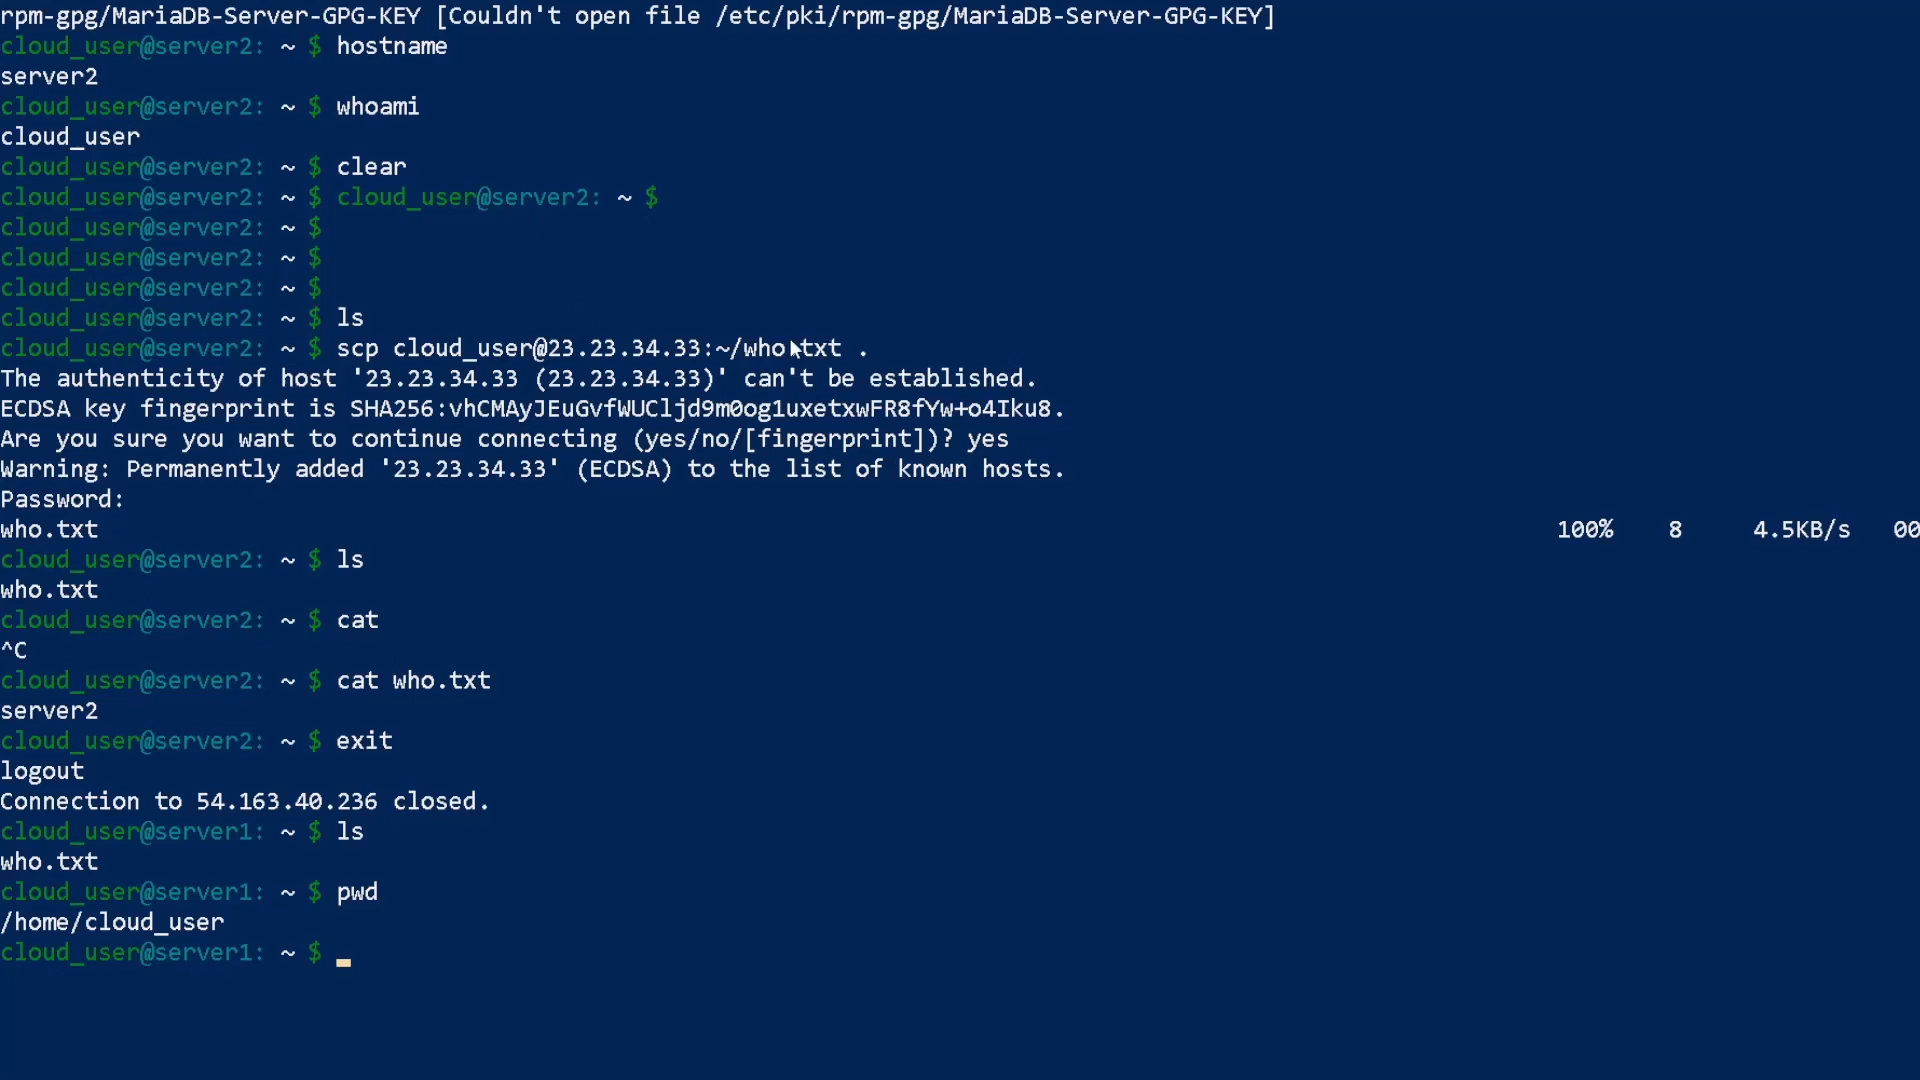 rpm-gpg/MariaDB-Server-GPG-KEY [Couldn't open file /etc/pki/rpm-gpg/MariaDB-Server-GPG-KEY]
cloud_user@server2: ~ $ hostname
server2
cloud_user@server2: ~ $ whoami
cloud_user
cloud_user@server2: ~ $ clear
cloud_user@server2: ~ $ cloud_user@server2: ~ $
cloud_user@server2: ~ $
cloud_user@server2: ~ $
cloud_user@server2: ~ $
cloud_user@server2: ~ $ ls
cloud_user@server2: ~ $ scp cloud_user@23.23.34.33:~/who.txt .
The authenticity of host '23.23.34.33 (23.23.34.33)' can't be established.
ECDSA key fingerprint is SHA256:vhCMAyJEuGvfWUCljd9m0og1uxetxwFR8fYw+o4Iku8.
Are you sure you want to continue connecting (yes/no/[fingerprint])? yes
Warning: Permanently added '23.23.34.33' (ECDSA) to the list of known hosts.
Password:
who.txt 100% 8 4.5KB/s 00
cloud_user@server2: ~ $ ls
who.txt
cloud_user@server2: ~ $ cat
^C
cloud_user@server2: ~ $ cat who.txt
server2
cloud_user@server2: ~ $ exit
logout
Connection to 54.163.40.236 closed.
cloud_user@server1: ~ $ ls
who.txt
cloud_user@server1: ~ $ pwd
/home/cloud_user
cloud_user@server1: ~ $